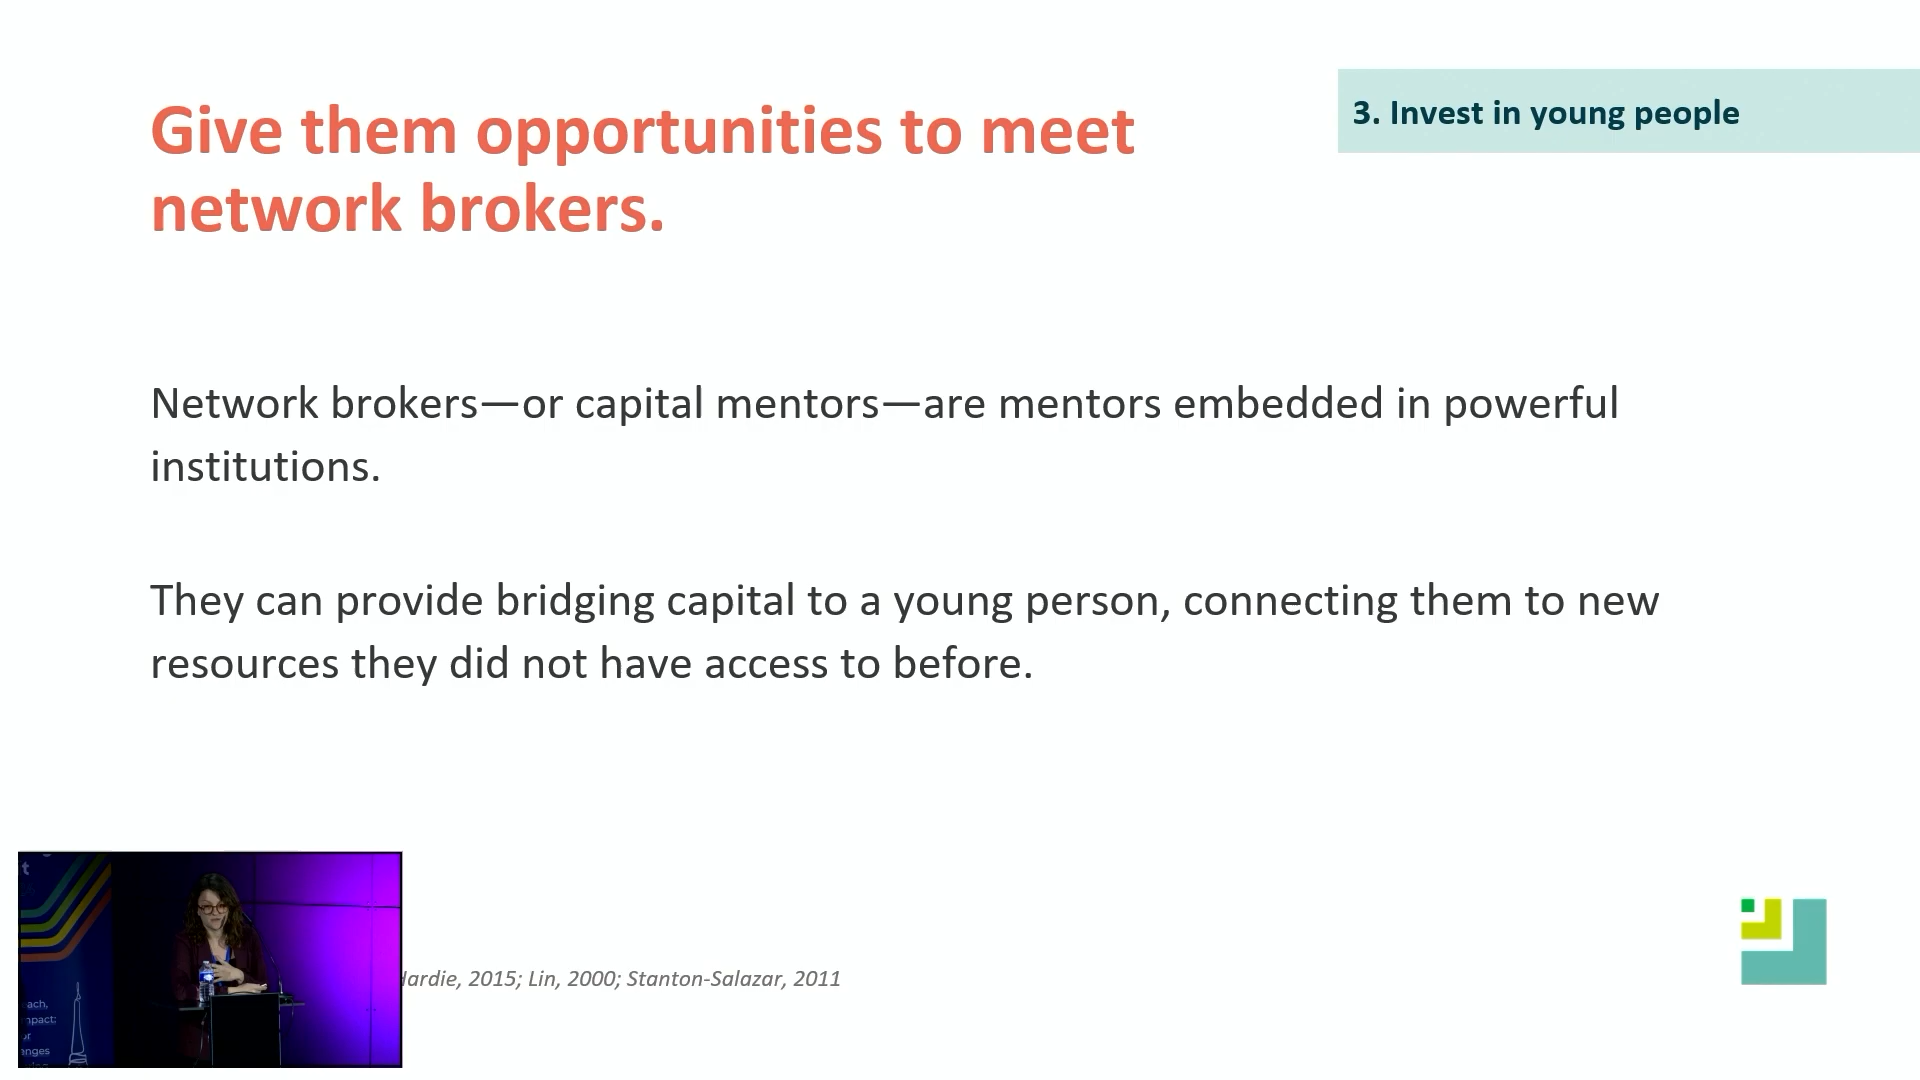 Give them opportunities to meet
network brokers.
3. Invest in young people
Network brokers—or capital mentors—are mentors embedded in powerful
institutions.
They can provide bridging capital to a young person, connecting them to new
resources they did not have access to before.
2015; Lin, 2000; Stanton-Salazar, 2011